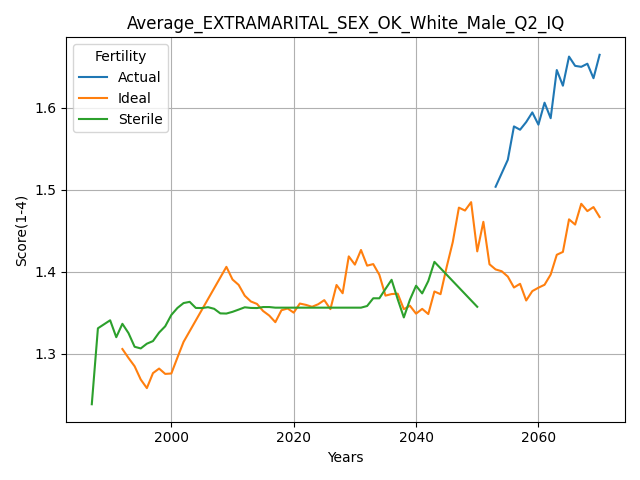 Average_EXTRAMARITAL_SEX_OK_White_Male_Q2_IQ
Fertility
Actual
Ideal
Sterile
Score(1-4)
1.6
1.5
1.4
1.3
2000
2020
2040
2060
Years